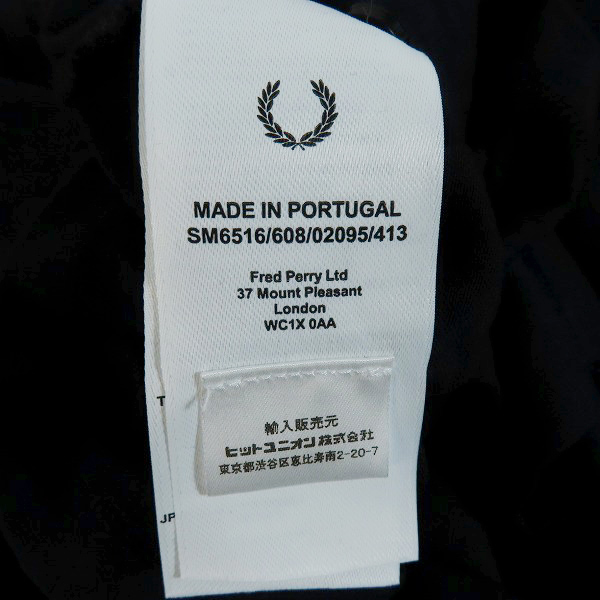 MADE IN PORTUGAL
SM6516/608/02095/413
Fred Perry Ltd
37 Mount Pleasant
London
WC1X 0AA
輸入販売元
ヒットユニオン株式会社
東京都渋谷区恵比寿南2-20-7
T
JP